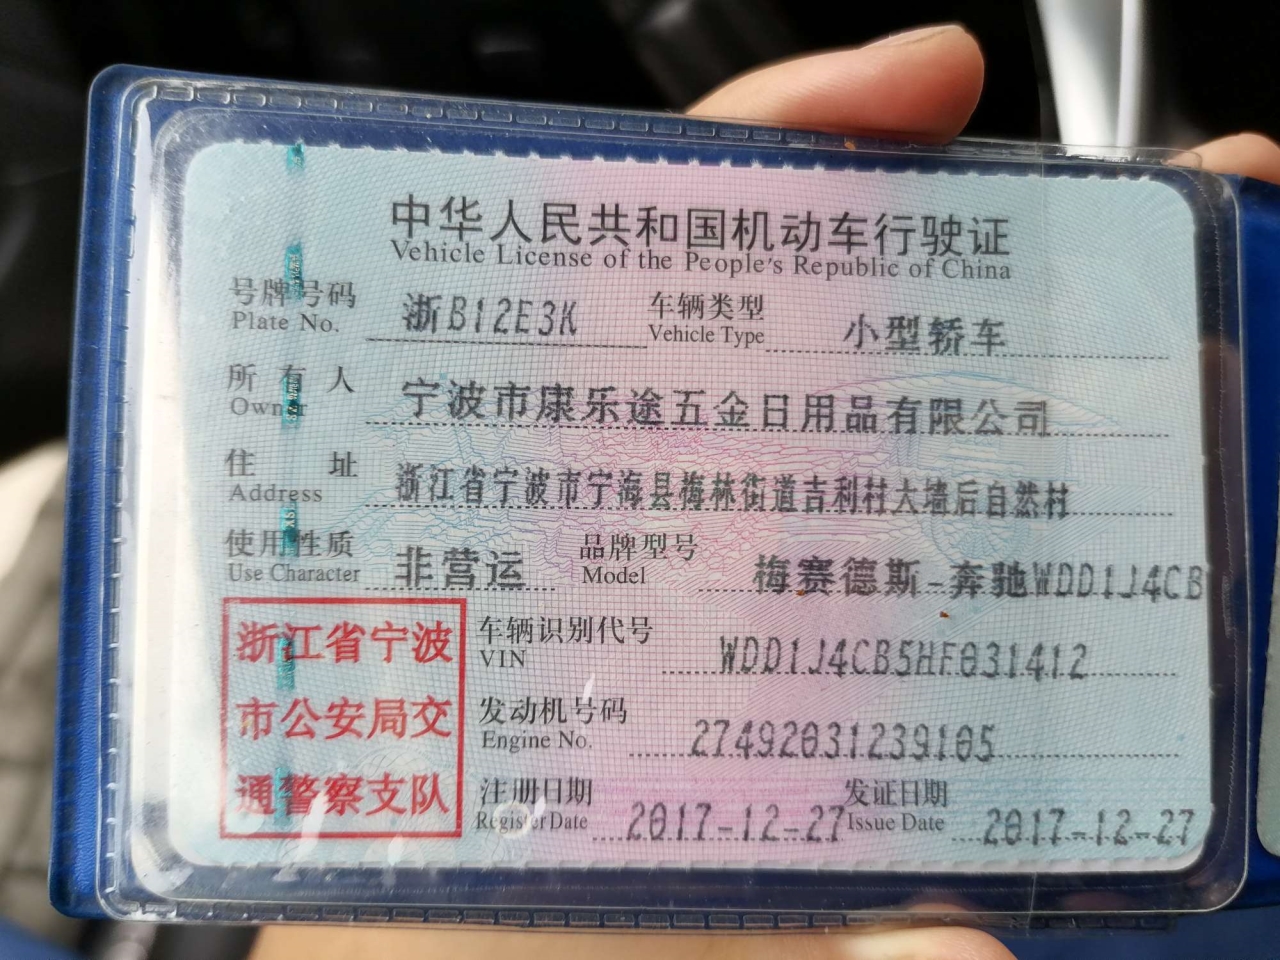 中华人民共和国机动车行驶证
Vehicle License of the People's Republic of China
号牌号码 浙B12E3K 车辆类型 小型轿车
Plate No. Vehicle Type
所有人 宁波市康乐途五金日用品有限公司
Owner
住址 浙江省宁波市宁海县梅林街道吉利村大墙后自然村
Address
使用性质 非营运 品牌型号 梅赛德斯-奔驰WDD1J4CB
Use Character Model
浙江省宁波
市公安局交
通警察支队
车辆识别代号 WDD1J4CB5HF031412
VIN
发动机号码 27492031239105
Engine No.
注册日期 2017-12-27 发证日期 2017-12-27
Register Date Issue Date